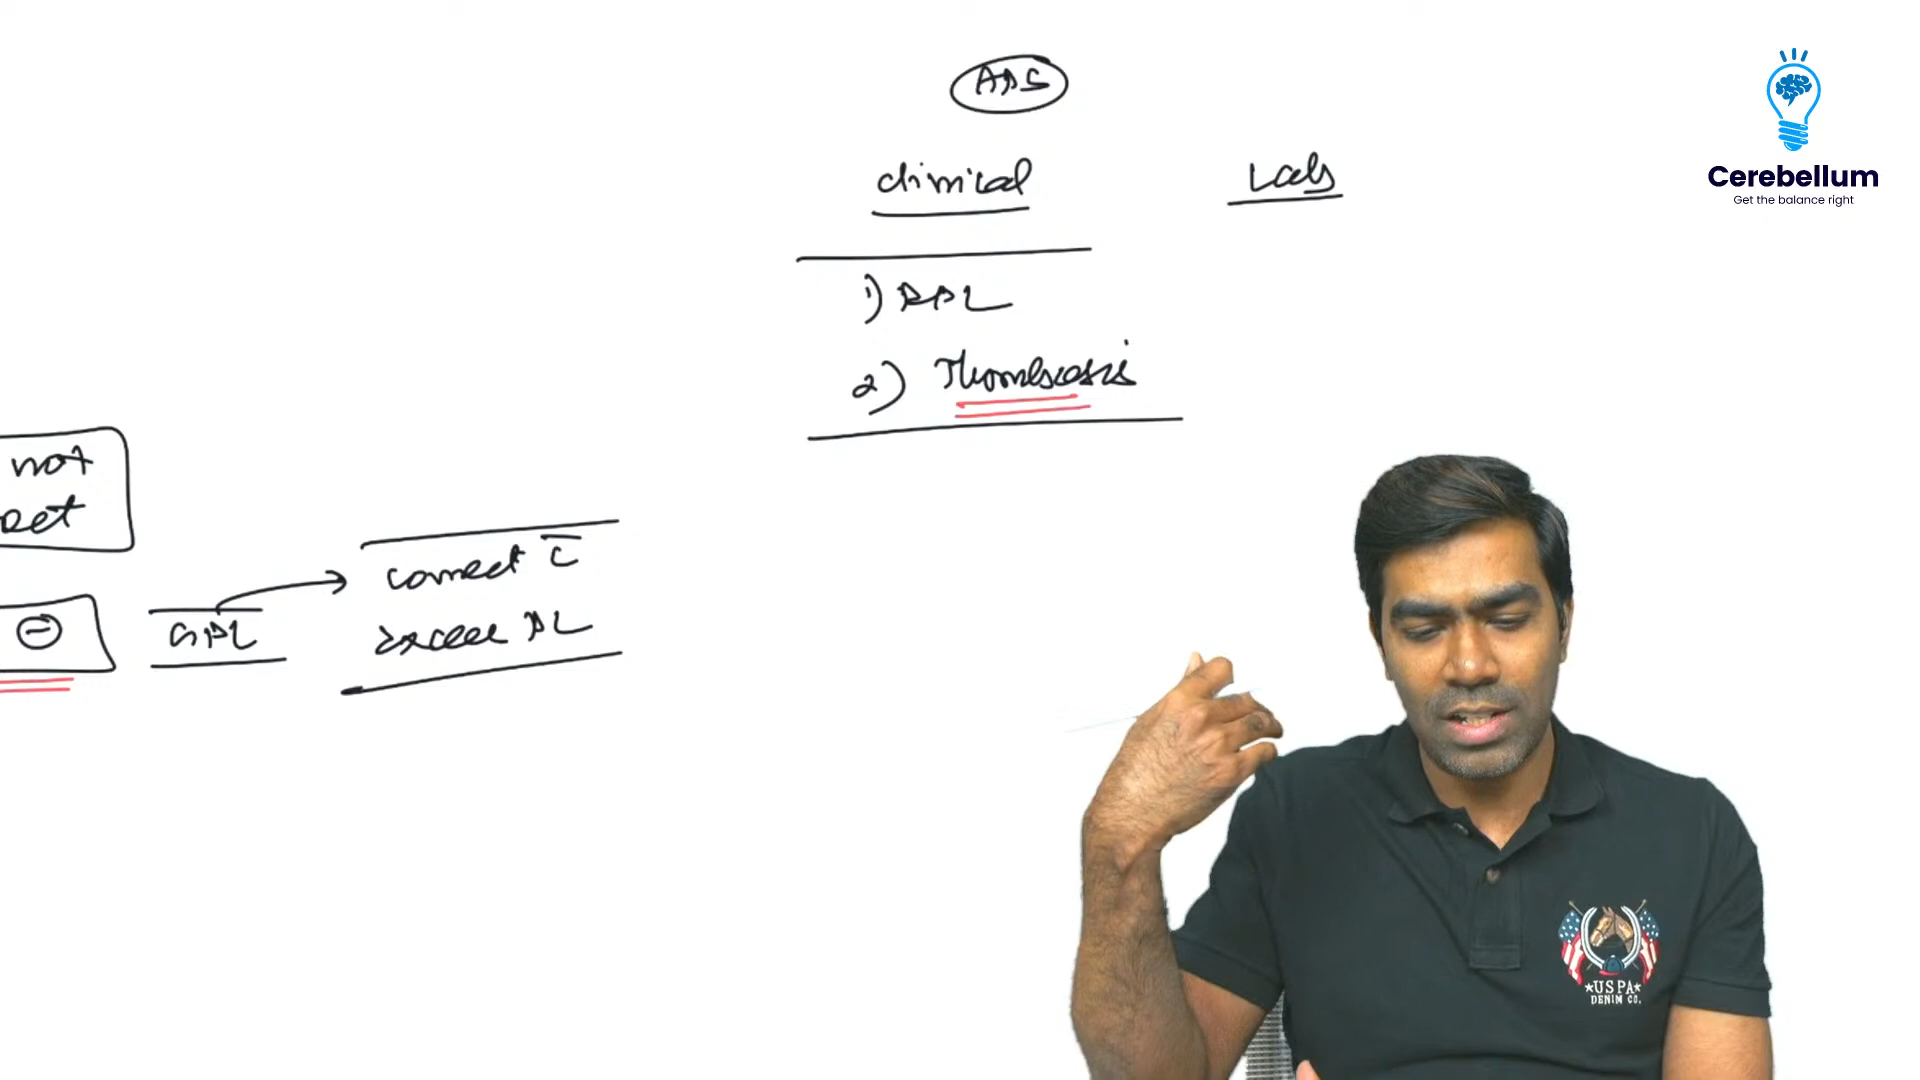 APS
clinical
Labs
1) RPL
2) Thrombosis
not
rect
correct c̄
excess PL
⊖
APL
Cerebellum
Get the balance right
★USPA★
DENIM CO.